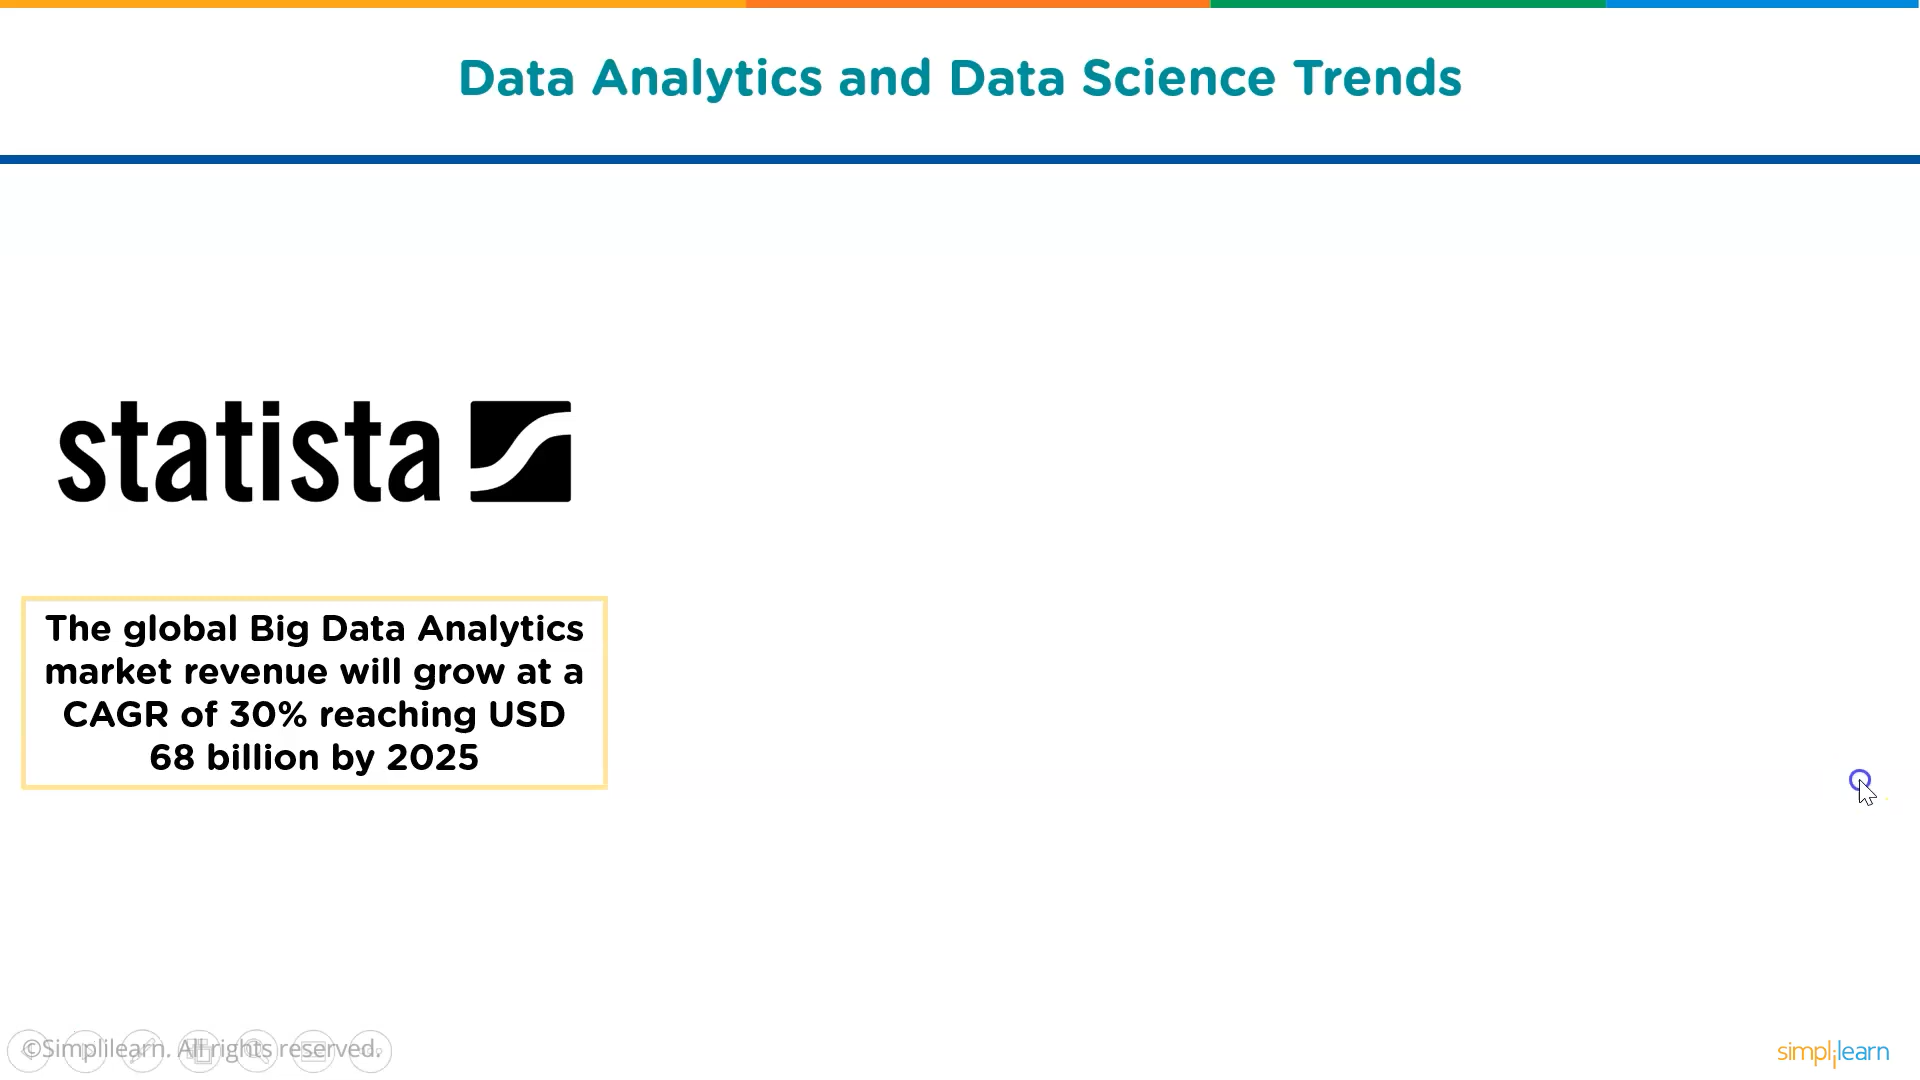 Data Analytics and Data Science Trends
statista
The global Big Data Analytics
market revenue will grow at a
CAGR of 30% reaching USD
68 billion by 2025
©Simplilearn. All rights reserved.
simplilearn